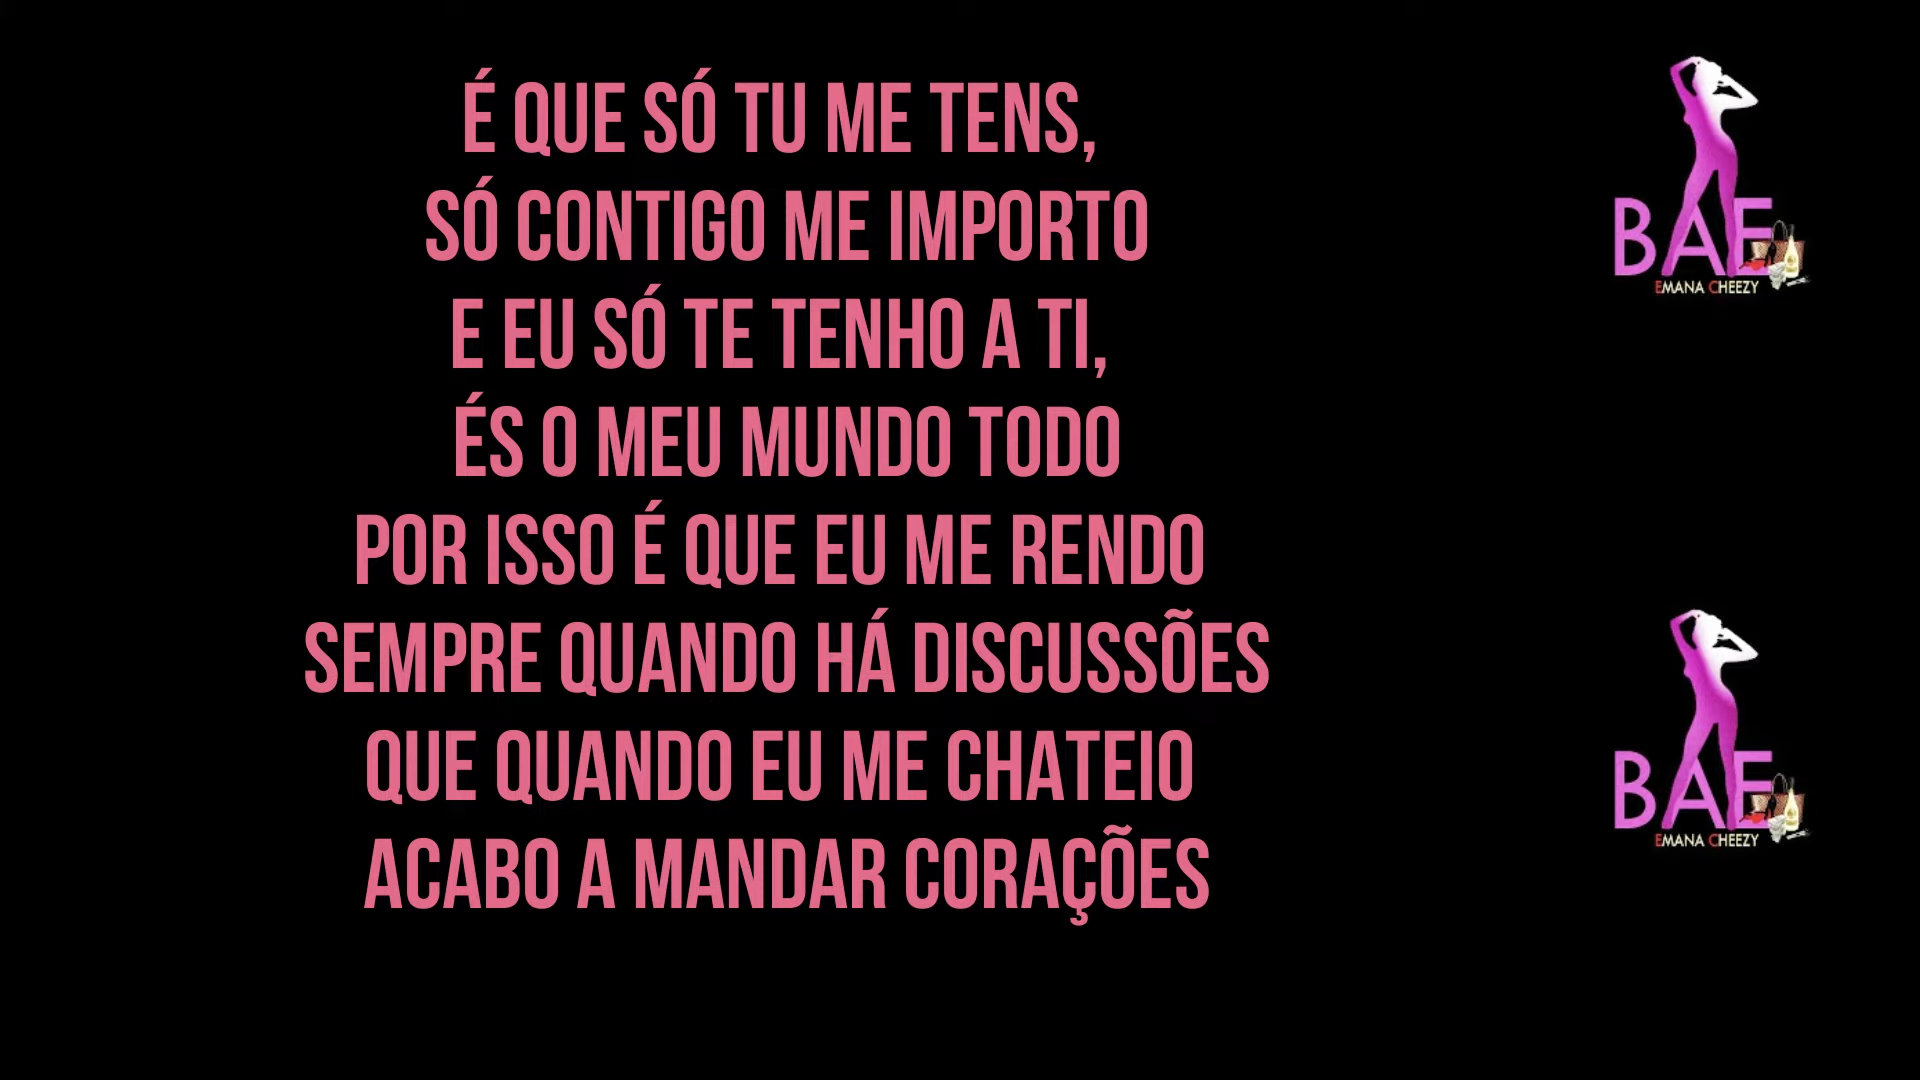 É QUE SÓ TU ME TENS,
SÓ CONTIGO ME IMPORTO
E EU SÓ TE TENHO A TI,
ÉS O MEU MUNDO TODO
POR ISSO É QUE EU ME RENDO
SEMPRE QUANDO HÁ DISCUSSÕES
QUE QUANDO EU ME CHATEIO
ACABO A MANDAR CORAÇÕES
BAE
EMANA CHEEZY
BAE
EMANA CHEEZY